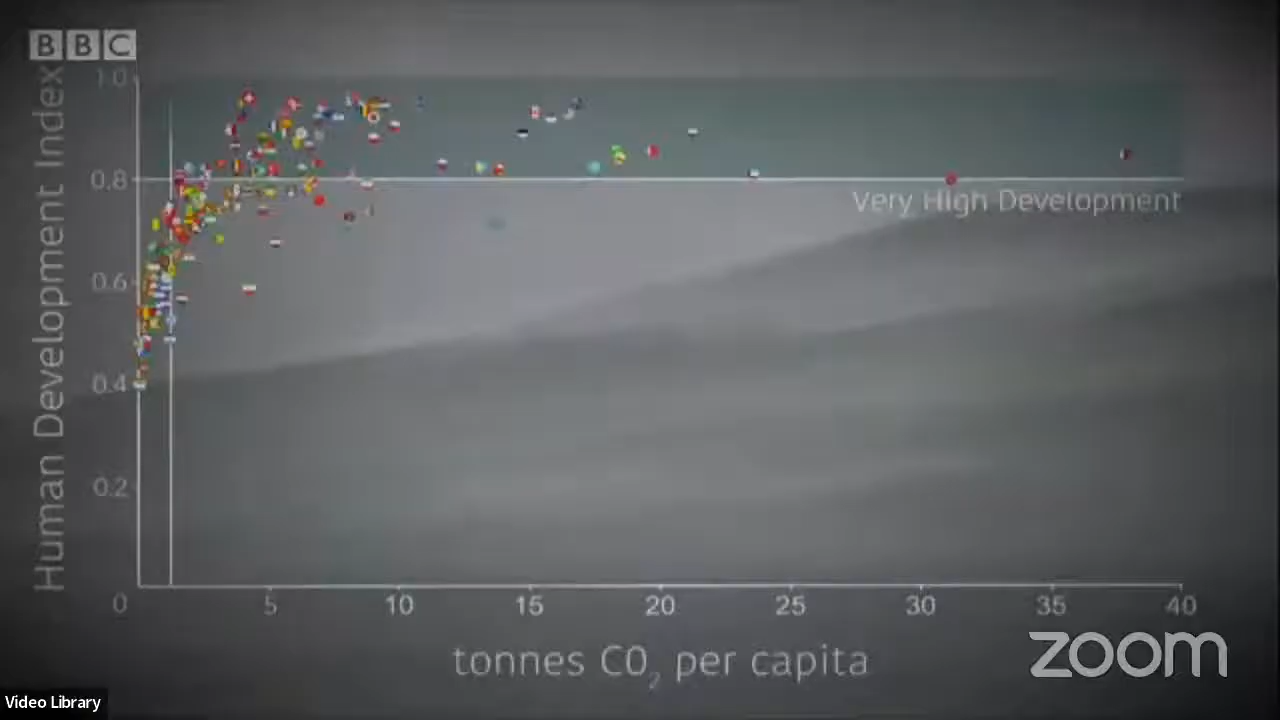 BBC
Human Development Index
1.0
0.8
Very High Development
0.6
0.4
0.2
0
5
10
15
20
25
30
35
40
tonnes CO₂ per capita
zoom
Video Library